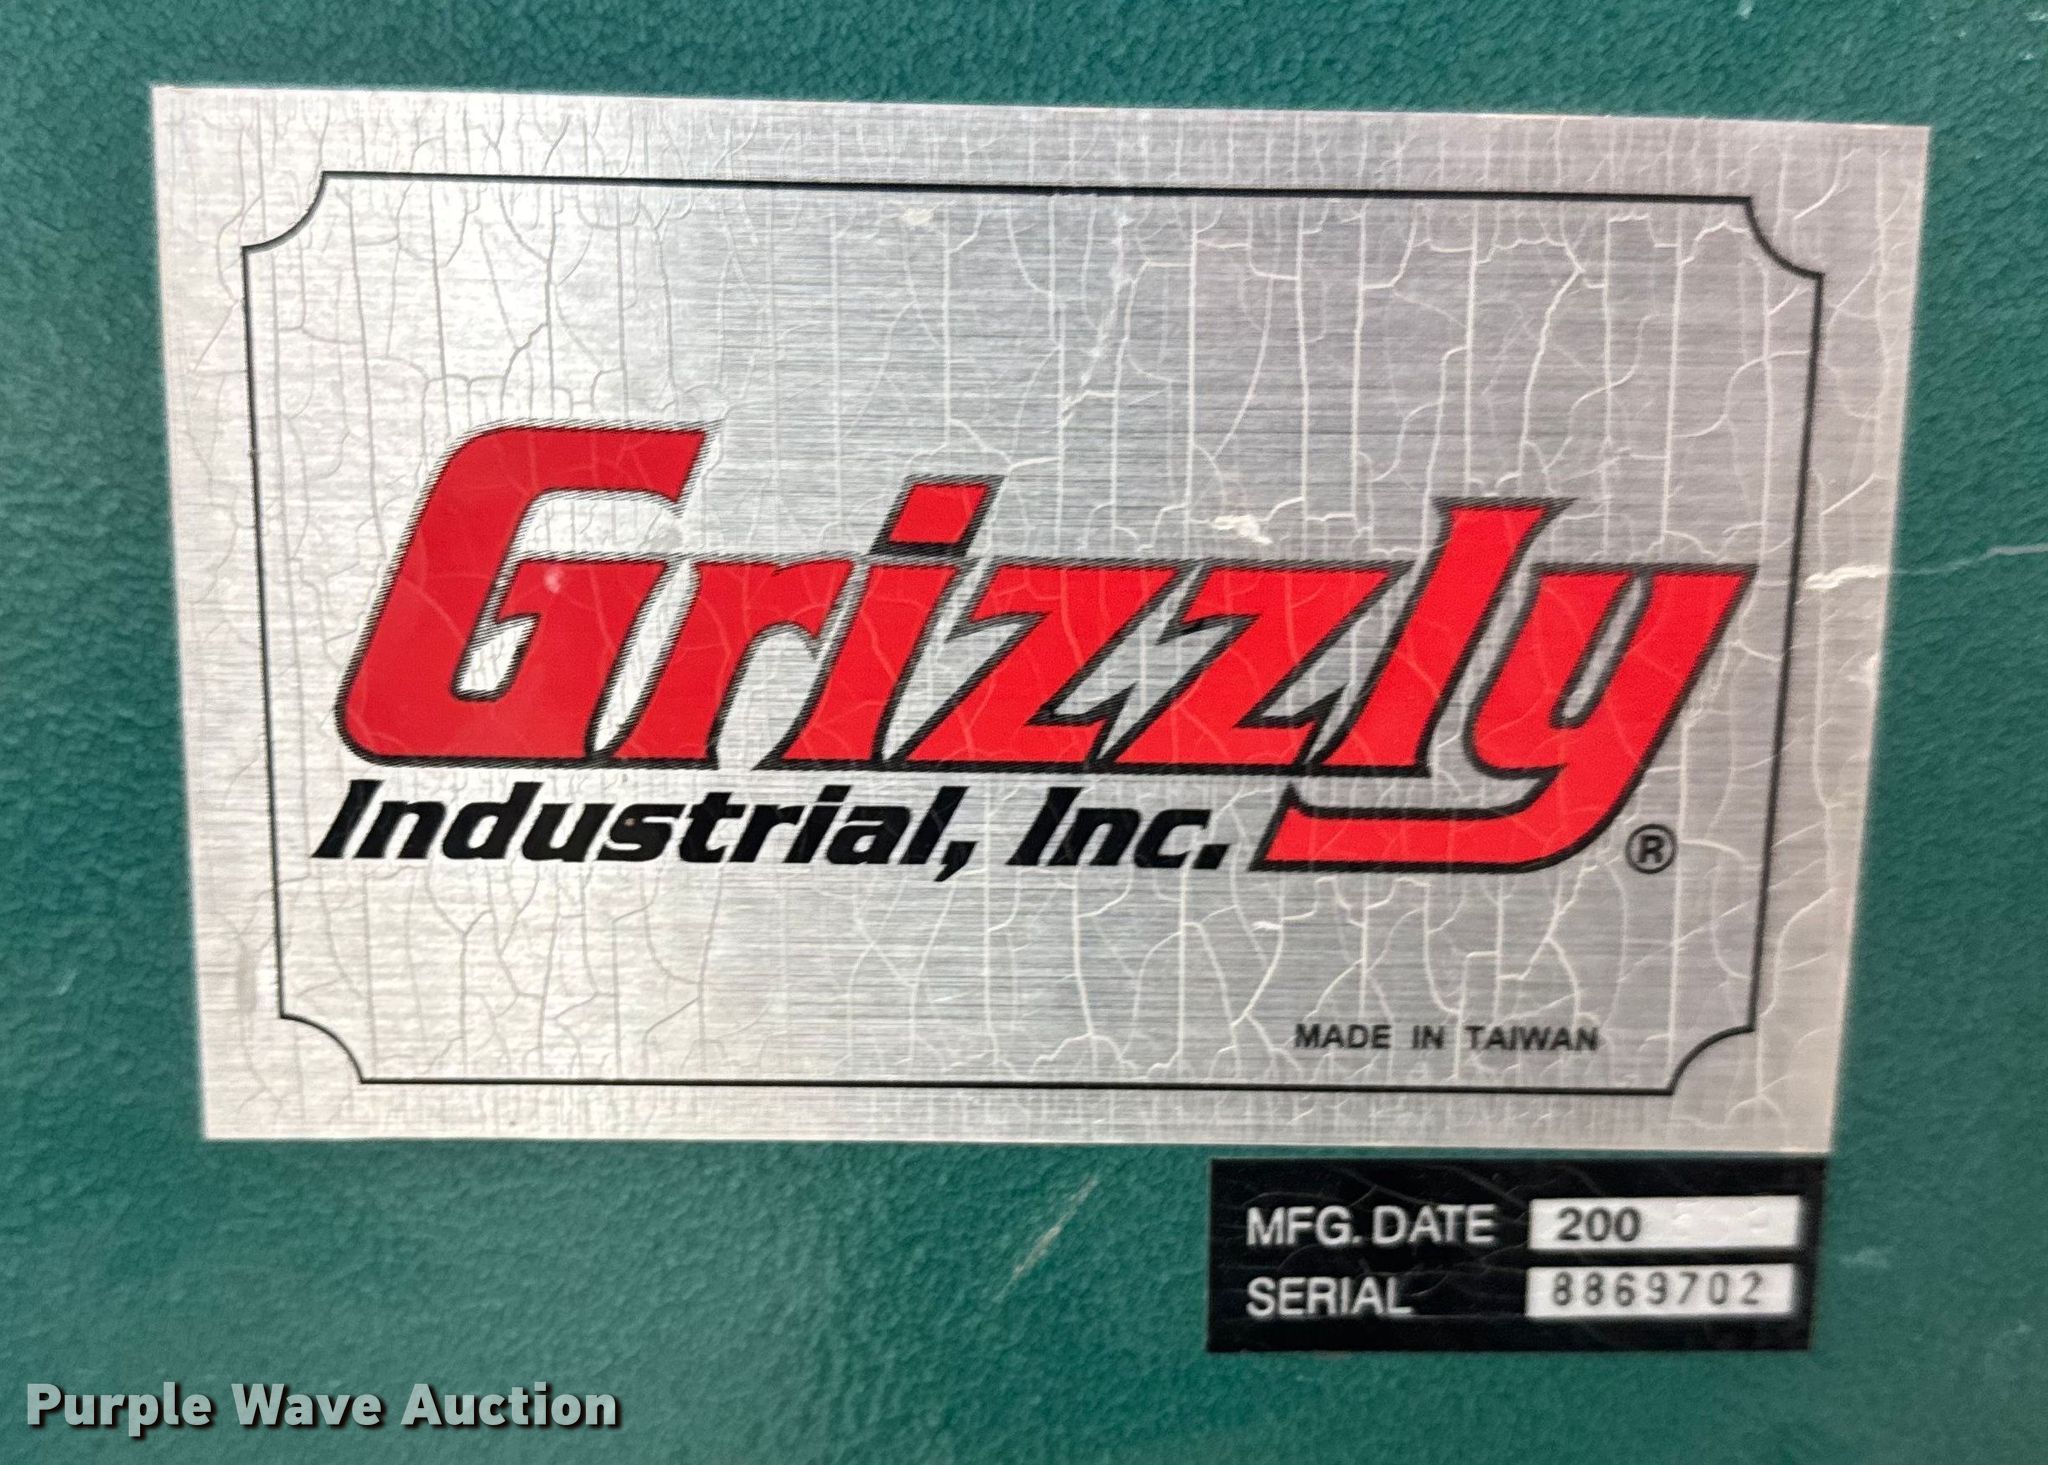 Grizzly
Industrial, Inc. ®
MADE IN TAIWAN
MFG. DATE 200
SERIAL 8869702
Purple Wave Auction